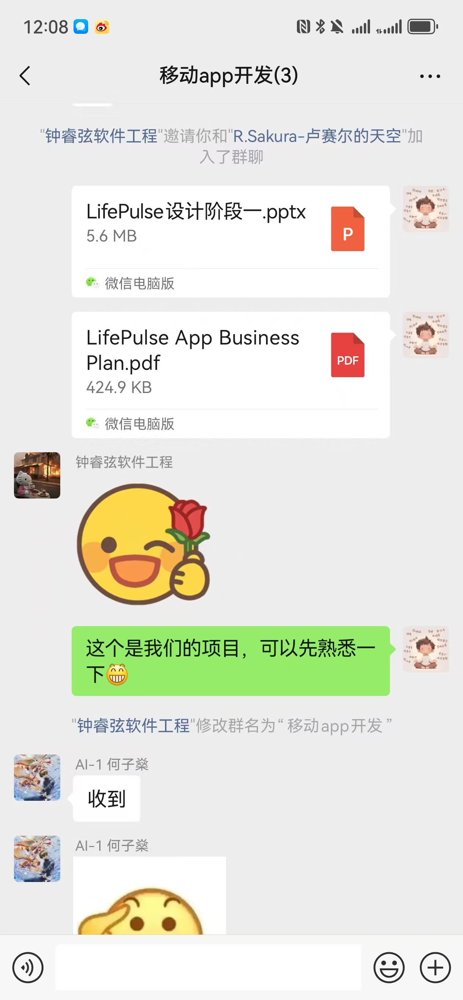 12:08
移动app开发(3)
"钟睿弦软件工程"邀请你和"R.Sakura-卢赛尔的天空"加
入了群聊
LifePulse设计阶段一.pptx
5.6 MB
P
微信电脑版
LifePulse App Business
Plan.pdf
424.9 KB
PDF
微信电脑版
钟睿弦软件工程
这个是我们的项目，可以先熟悉一
下😁
"钟睿弦软件工程"修改群名为“移动app开发”
AI-1 何子燊
收到
AI-1 何子燊